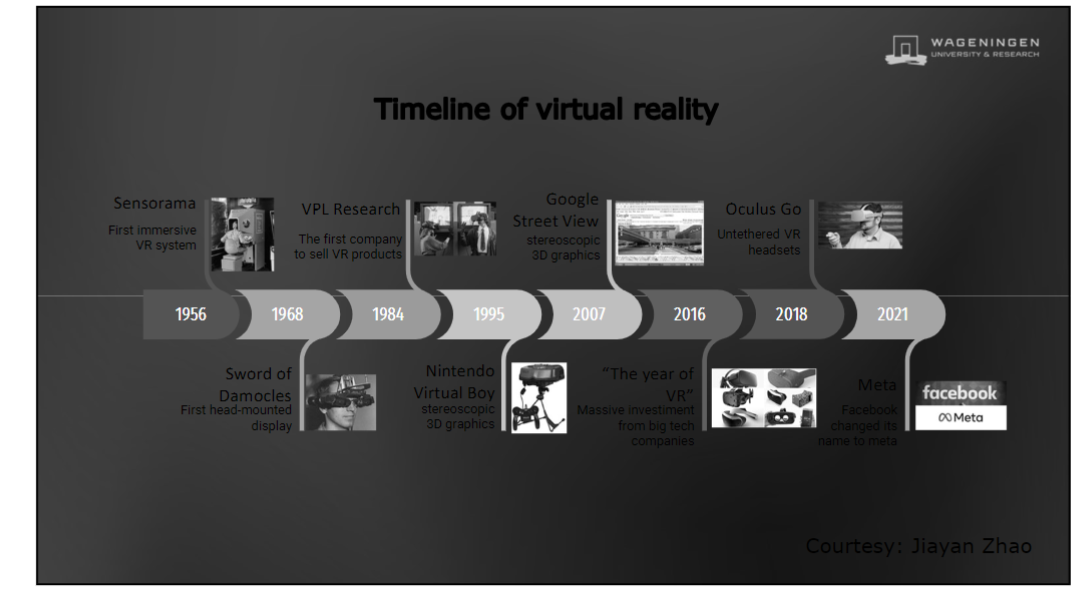 WAGENINGEN
UNIVERSITY & RESEARCH
Timeline of virtual reality
Sensorama
First immersive
VR system
VPL Research
The first company
to sell VR products
Google
Street View
stereoscopic
3D graphics
Oculus Go
Untethered VR
headsets
1956
1968
1984
1995
2007
2016
2018
2021
Sword of
Damocles
First head-mounted
display
Nintendo
Virtual Boy
stereoscopic
3D graphics
“The year of
VR”
Massive investiment
from big tech
companies
Meta
Facebook
changed its
name to meta
facebook
Meta
Courtesy: Jiayan Zhao